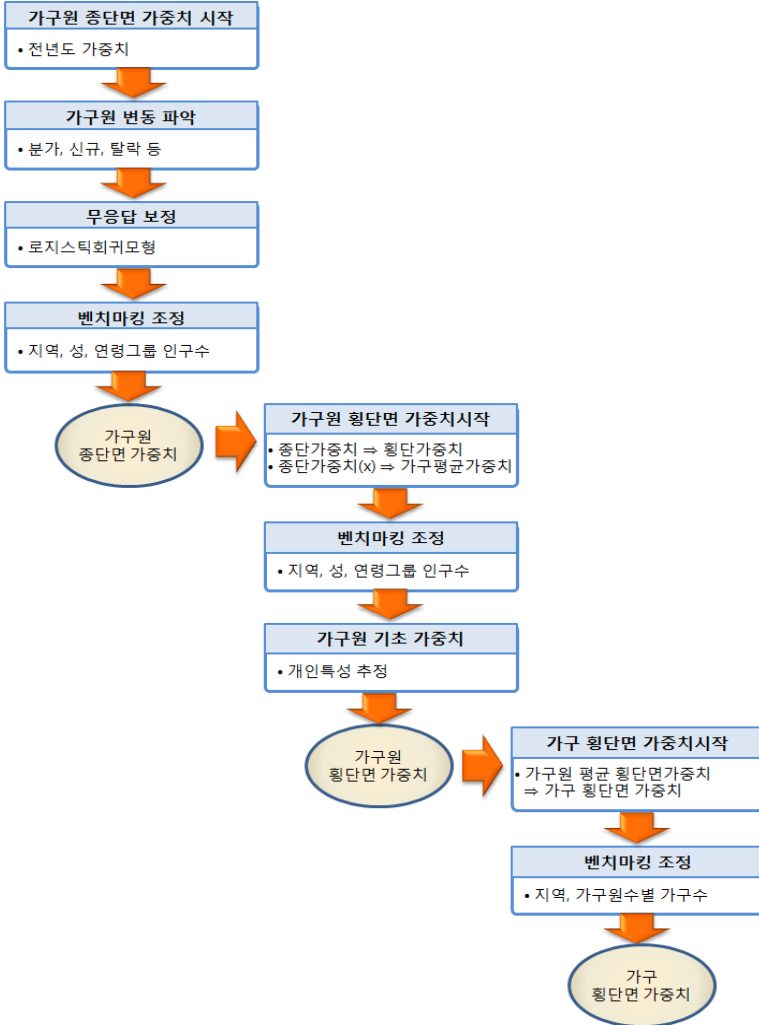 가구원 종단면 가중치 시작
• 전년도 가중치
가구원 변동 파악
• 분가, 신규, 탈락 등
무응답 보정
• 로지스틱회귀모형
벤치마킹 조정
• 지역, 성, 연령그룹 인구수
가구원
종단면 가중치
가구원 횡단면 가중치시작
• 종단가중치 ⇒ 횡단가중치
• 종단가중치(x) ⇒ 가구평균가중치
벤치마킹 조정
• 지역, 성, 연령그룹 인구수
가구원 기초 가중치
• 개인특성 추정
가구원
횡단면 가중치
가구 횡단면 가중치시작
• 가구원 평균 횡단면가중치
⇒ 가구 횡단면 가중치
벤치마킹 조정
• 지역, 가구원수별 가구수
가구
횡단면 가중치